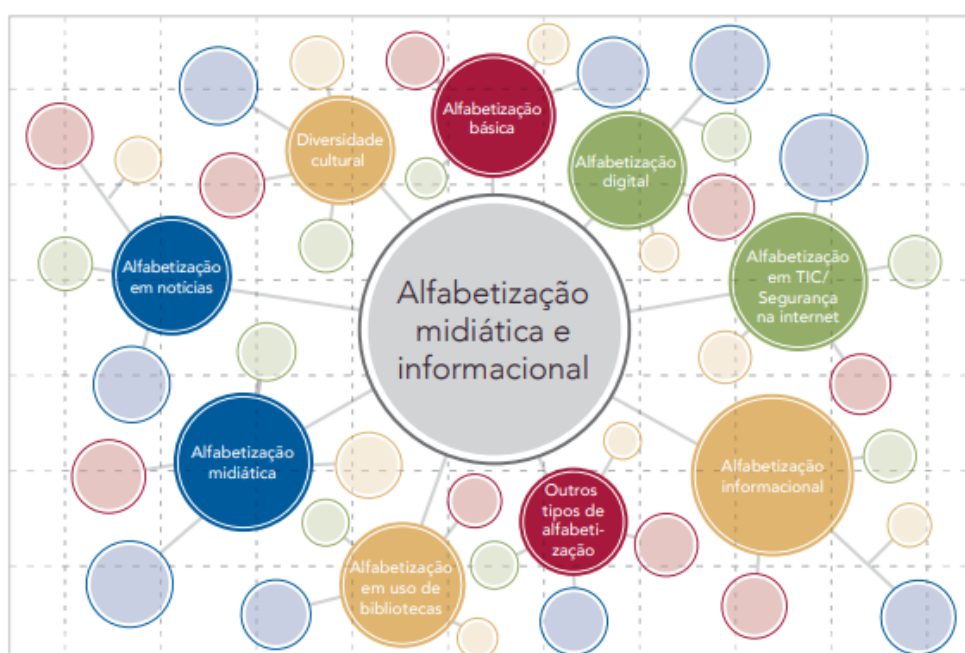 Alfabetização
básica
Diversidade
cultural
Alfabetização
digital
Alfabetização
em notícias
Alfabetização
em TIC/
Segurança
na internet
Alfabetização
midiática e
informacional
Alfabetização
midiática
Alfabetização
informacional
Outros
tipos de
alfabeti-
zação
Alfabetização
em uso de
bibliotecas